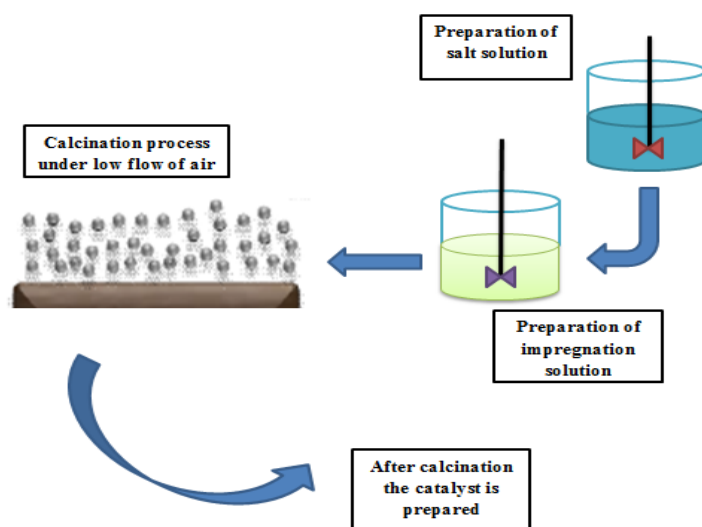 Preparation of
salt solution
Calcination process
under low flow of air
Preparation of
impregnation
solution
After calcination
the catalyst is
prepared